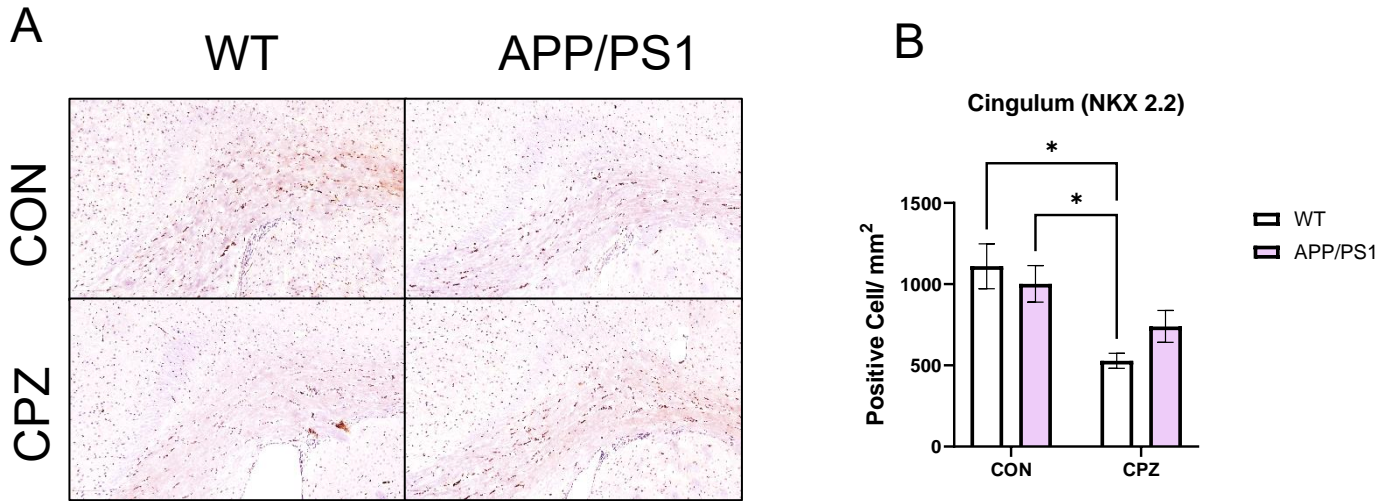 A
WT
APP/PS1
CON
CPZ
B
Cingulum (NKX 2.2)
*
*
Positive Cell/ mm²
1500
1000
500
0
CON
CPZ
WT
APP/PS1